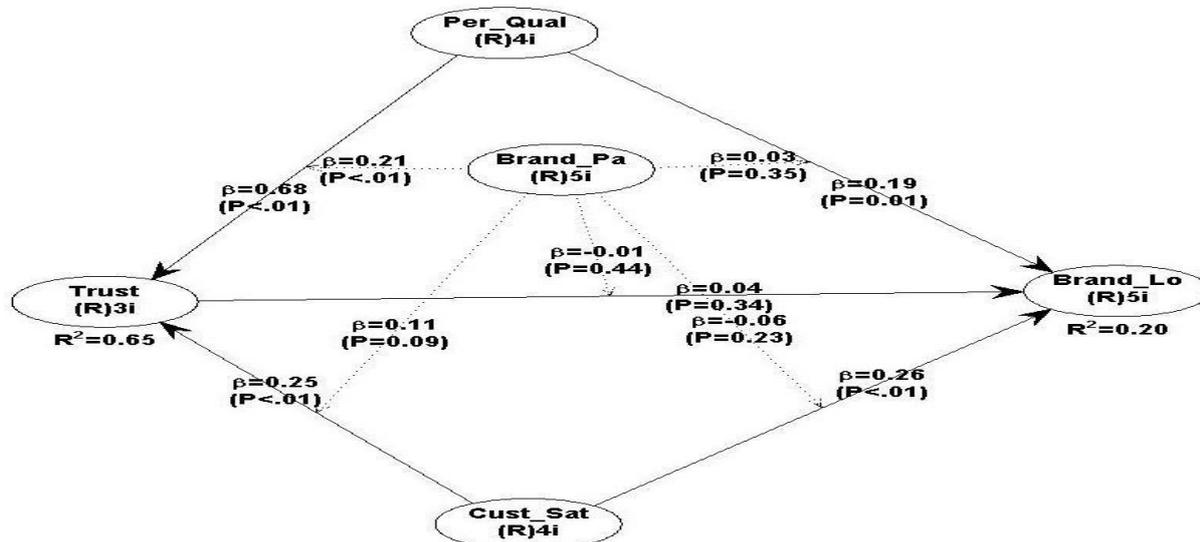 Per_Qual
(R)4i
β=0.21
(P<.01)
Brand_Pa
(R)5i
β=0.03
(P=0.35)
β=0.68
(P<.01)
β=0.19
(P=0.01)
β=-0.01
(P=0.44)
Trust
(R)3i
R²=0.65
β=0.04
(P=0.34)
Brand_Lo
(R)5i
R²=0.20
β=0.11
(P=0.09)
β=-0.06
(P=0.23)
β=0.25
(P<.01)
β=0.26
(P<.01)
Cust_Sat
(R)4i